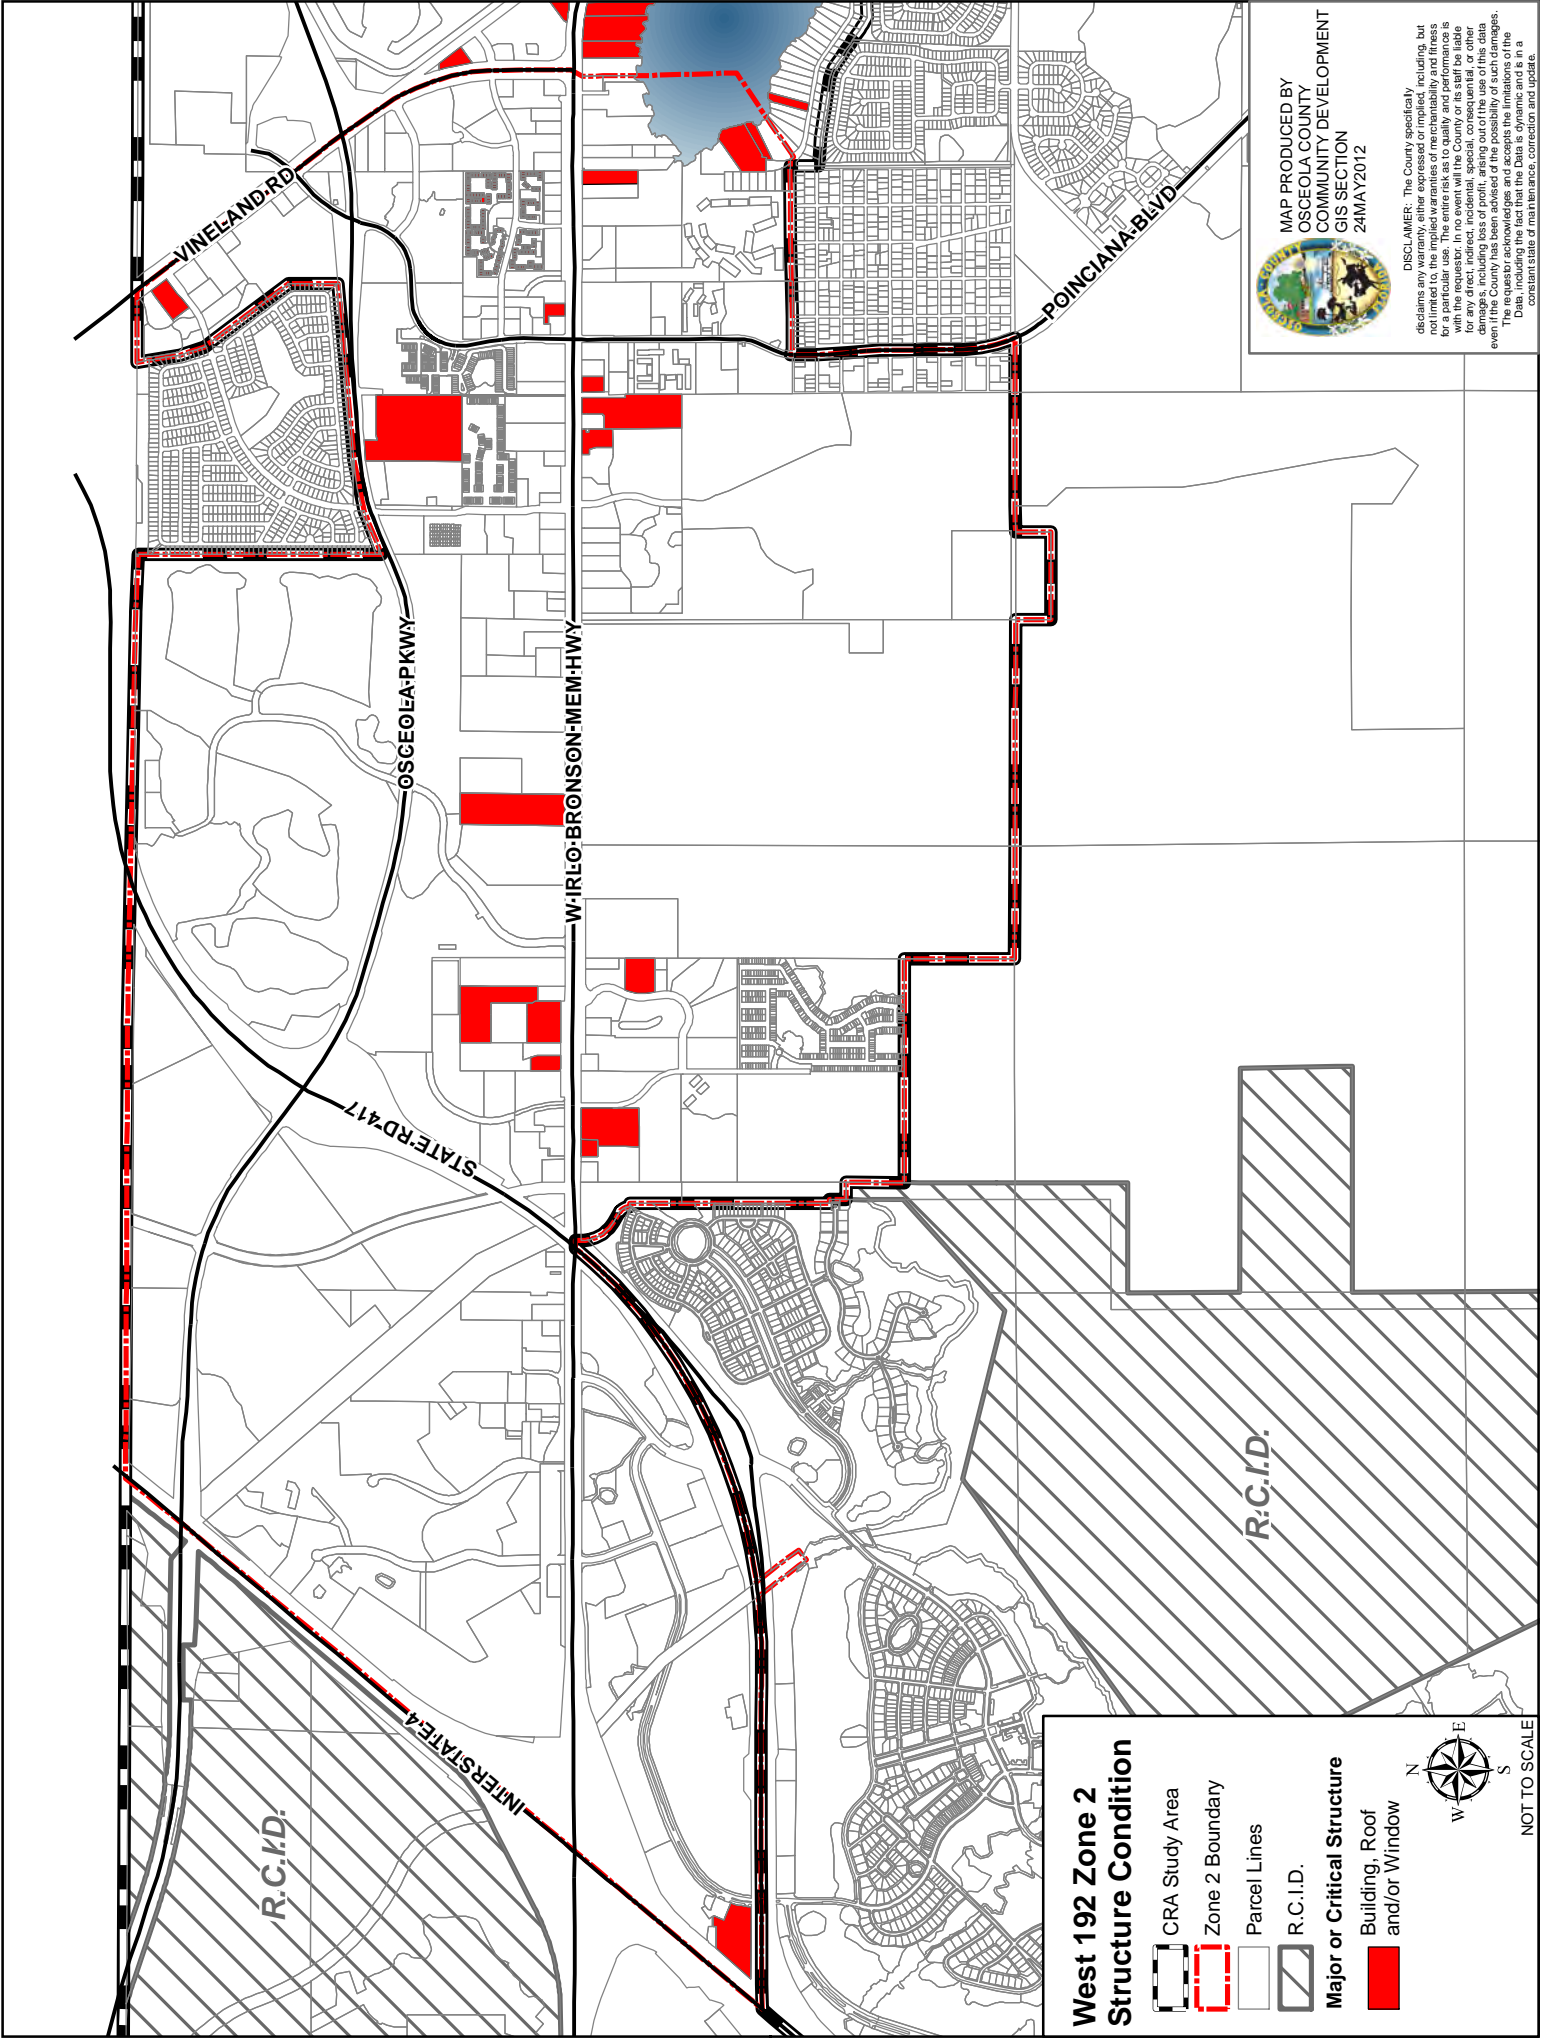 West 192 Zone 2
Structure Condition
CRA Study Area
Zone 2 Boundary
Parcel Lines
R.C.I.D.
Major or Critical Structure
Building, Roof
and/or Window
N
W
E
S
NOT TO SCALE
R.C.I.D.
INTERSTATE 4
STATE RD 417
OSCEOLA PKWY
W IRLO BRONSON MEM HWY
VINELAND RD
POINCIANA BLVD
R.C.I.D.
MAP PRODUCED BY
OSCEOLA COUNTY
COMMUNITY DEVELOPMENT
GIS SECTION
24MAY2012
DISCLAIMER: The County specifically
disclaims any warranty, either expressed or implied, including, but
not limited to, the implied warranties of merchantability and fitness
for a particular use. The entire risk as to quality and performance is
with the requestor. In no event will the County or its staff be liable
for any direct, indirect, incidental, special, consequential, or other
damages, including loss of profit, arising out of the use of this data
even if the County has been advised of the possibility of such damages.
The requestor acknowledges and accepts the limitations of the
Data, including the fact that the Data is dynamic and is in a
constant state of maintenance, correction and update.